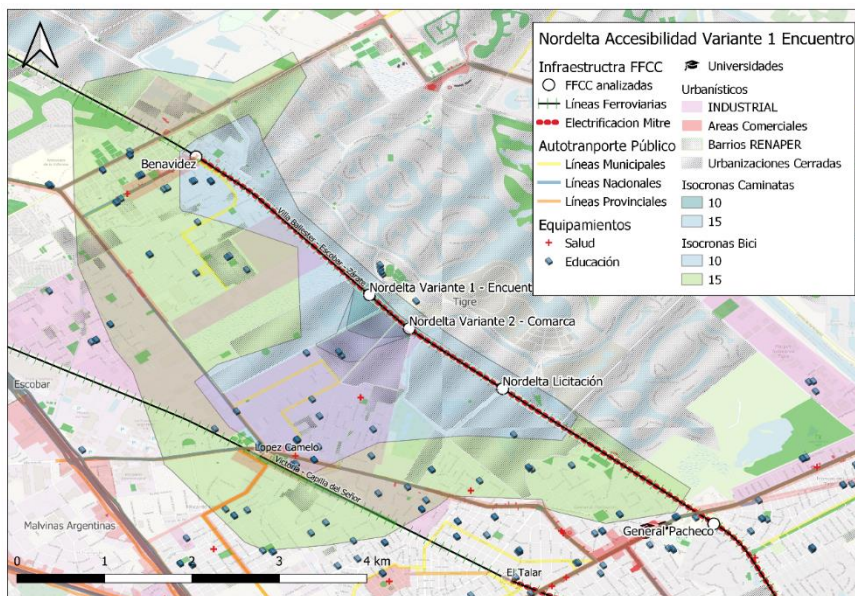 Nordelta Accesibilidad Variante 1 Encuentro
Infraestructra FFCC
FFCC analizadas
Líneas Ferroviarias
Electrificacion Mitre
Autotranporte Público
Líneas Municipales
Líneas Nacionales
Líneas Provinciales
Equipamientos
Salud
Educación
Universidades
Urbanísticos
INDUSTRIAL
Areas Comerciales
Barrios RENAPER
Urbanizaciones Cerradas
Isocronas Caminatas
10
15
Isocronas Bici
10
15
Benavidez
Villa Ballester - Escobar - Zárate
Nordelta Variante 1 - Encuent
Tigre
Nordelta Variante 2 - Comarca
Nordelta Licitación
Escobar
Lopez Camelo
Victoria - Capilla del Señor
Malvinas Argentinas
General Pacheco
El Talar
0 1 2 3 4 km